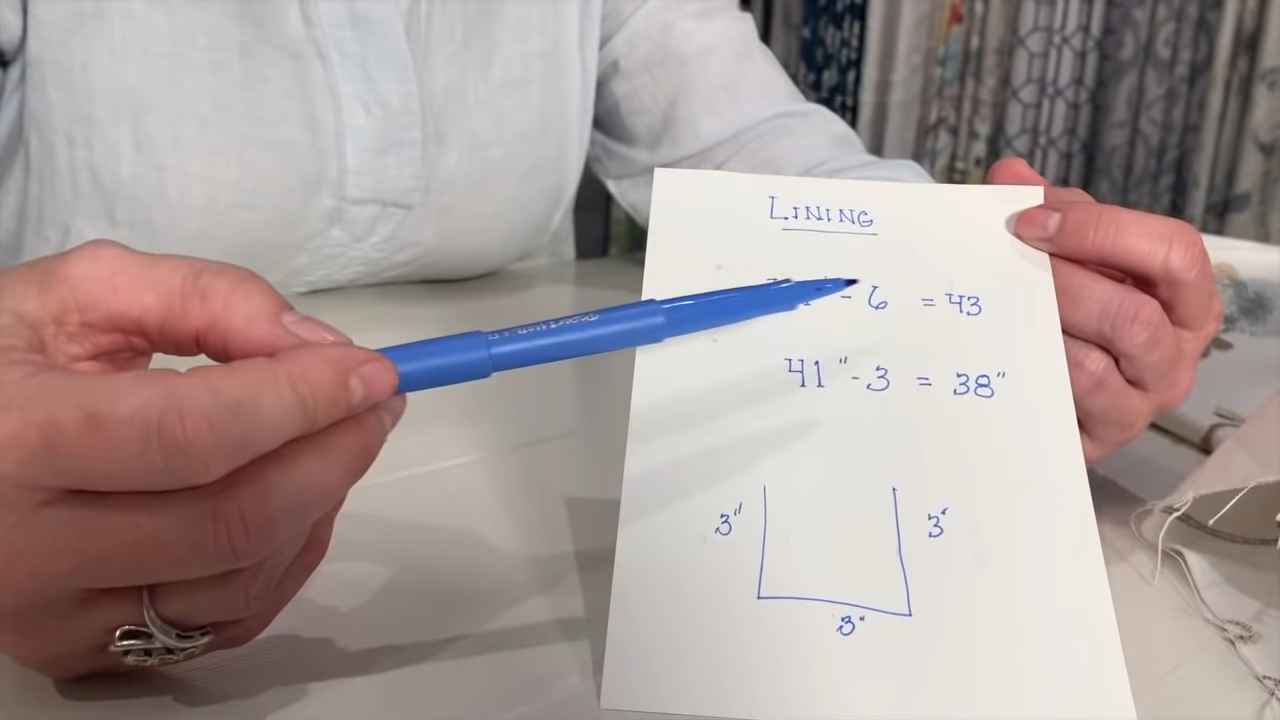 LINING
- 6 = 43
41" - 3 = 38"
3" 3'
3"